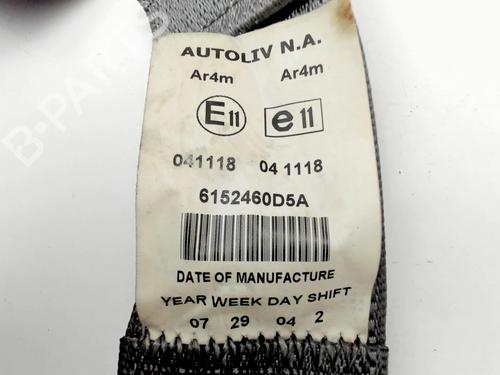 AUTOLIV N.A.
Ar4m Ar4m
E11 e11
041118 04 1118
6152460D5A
DATE OF MANUFACTURE
YEAR WEEK DAY SHIFT
07 29 04 2
B-PARTS